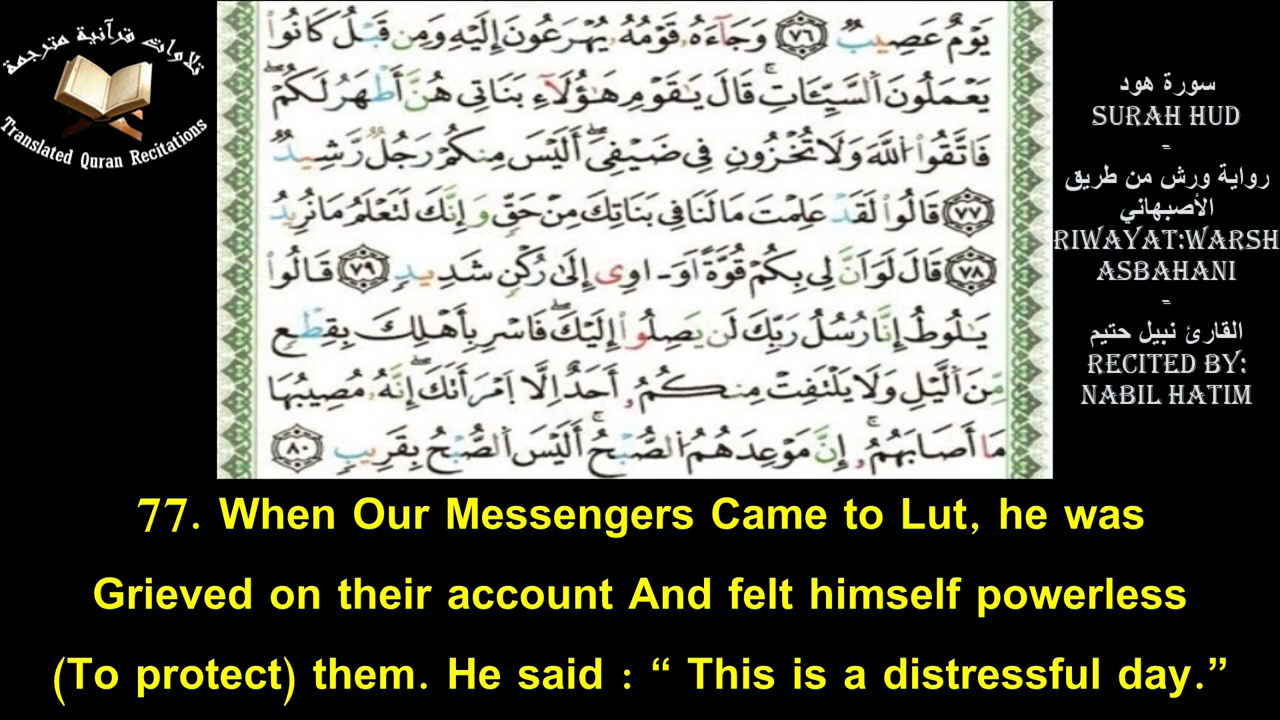 تلاوات قرآنية مترجمة
Translated Quran Recitations
يَوْمٌ عَصِيبٌ ٧٦ وَجَآءَهُۥ قَوْمُهُۥ يُهْرَعُونَ إِلَيْهِ وَمِن قَبْلُ كَانُوا۟
يَعْمَلُونَ ٱلسَّيِّـَٔاتِ قَالَ يَـٰقَوْمِ هَـٰٓؤُلَآءِ بَنَاتِى هُنَّ أَطْهَرُ لَكُمْ
فَاتَّقُوا۟ ٱللَّهَ وَلَا تُخْزُونِ فِى ضَيْفِىَ أَلَيْسَ مِنكُمْ رَجُلٌ رَّشِيدٌ
٧٧ قَالُوا۟ لَقَدْ عَلِمْتَ مَا لَنَا فِى بَنَاتِكَ مِنْ حَقٍّ وَإِنَّكَ لَتَعْلَمُ مَا نُرِيدُ
٧٨ قَالَ لَوَ انَّ لِى بِكُمْ قُوَّةً اَوَ اوِى إِلَىٰ رُكْنٍ شَدِيدٍ ٧٩ قَالُوا۟
يَـٰلُوطُ إِنَّا رُسُلُ رَبِّكَ لَن يَصِلُوٓا۟ إِلَيْكَ فَاسْرِ بِأَهْلِكَ بِقِطْعٍ
مِّنَ ٱلَّيْلِ وَلَا يَلْتَفِتْ مِنكُمُۥٓ أَحَدٌ اِلَّا اَمْرَأَتَكَ إِنَّهُۥ مُصِيبُهَا
مَا أَصَابَهُمُۥٓ إِنَّ مَوْعِدَهُمُ ٱلصُّبْحُ أَلَيْسَ ٱلصُّبْحُ بِقَرِيبٍ ٨٠
سورة هود
SURAH HUD
-
رواية ورش من طريق
الأصبهاني
RIWAYAT:WARSH
ASBAHANI
-
القارئ نبيل حتيم
RECITED BY:
NABIL HATIM
77. When Our Messengers Came to Lut, he was
Grieved on their account And felt himself powerless
(To protect) them. He said : “ This is a distressful day.”